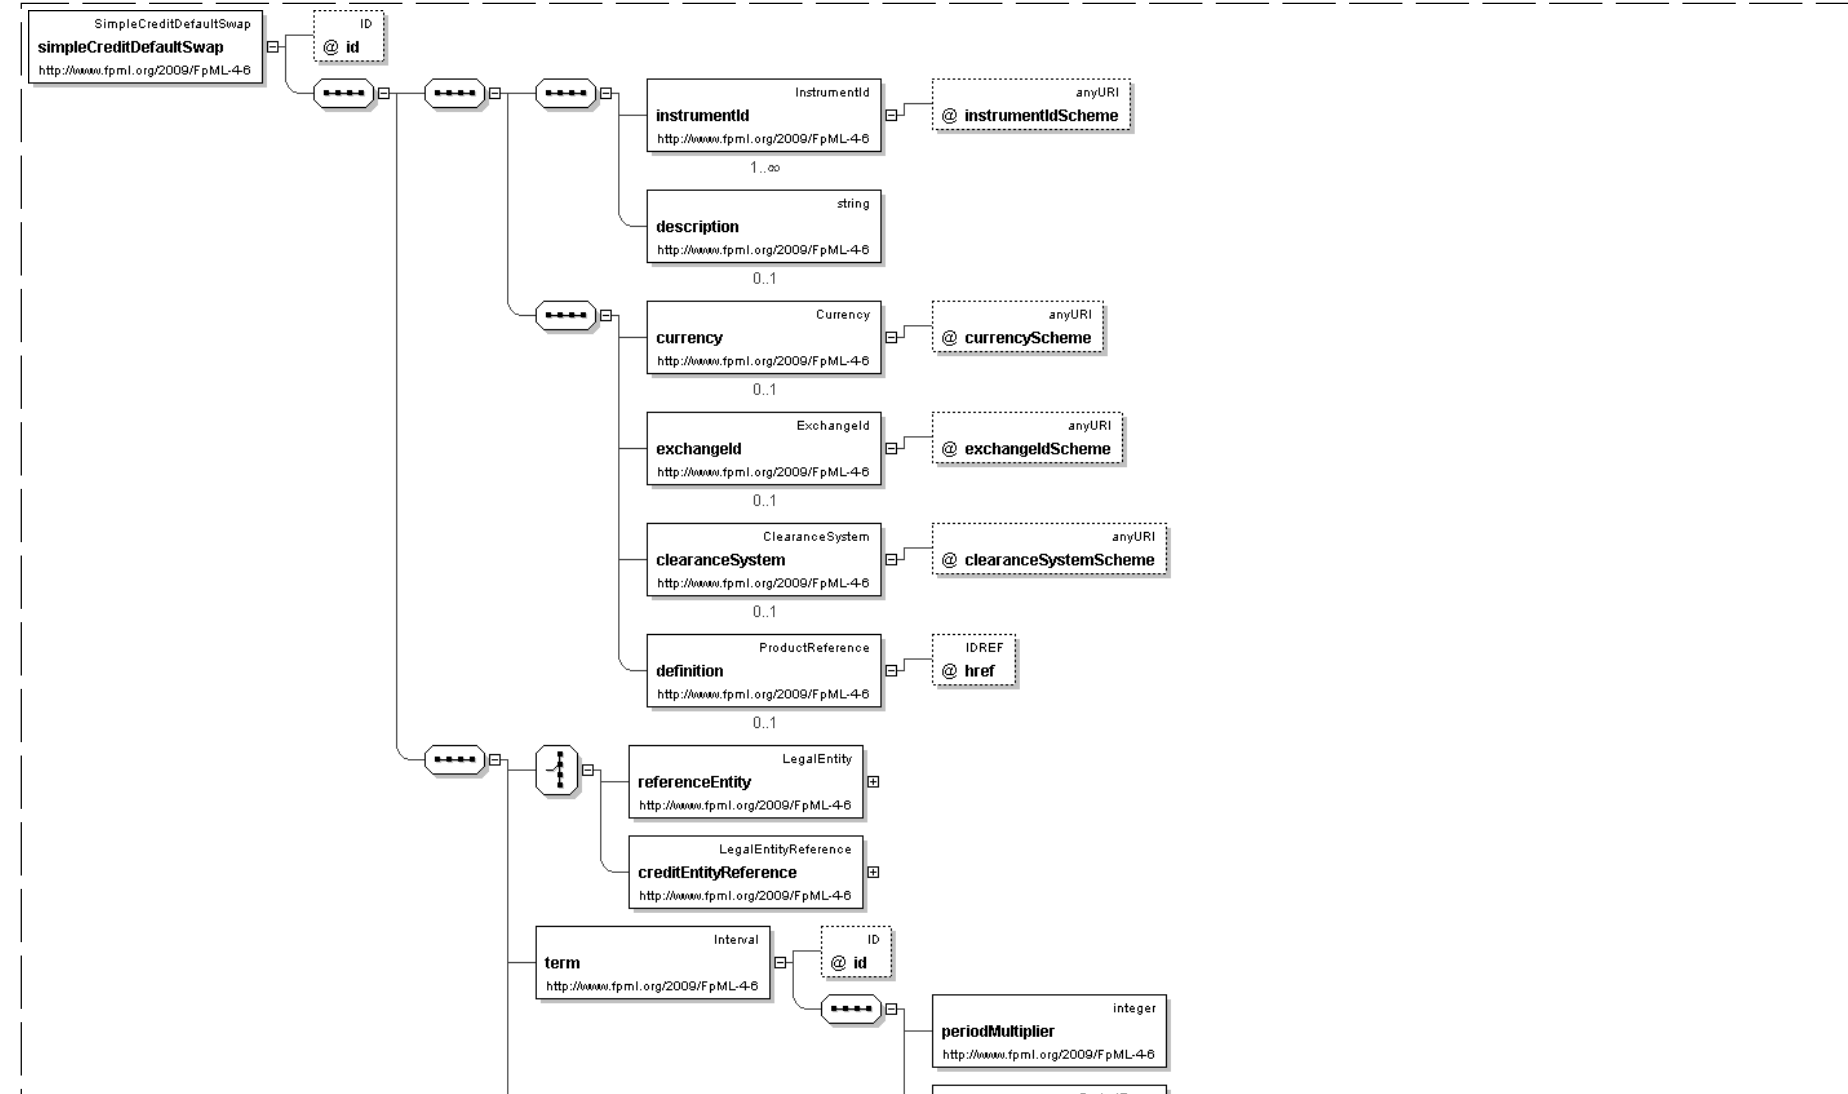 SimpleCreditDefaultSwap
simpleCreditDefaultSwap
http://www.fpml.org/2009/FpML-4-6
ID
@ id
InstrumentId
instrumentId
http://www.fpml.org/2009/FpML-4-6
1..∞
anyURI
@ instrumentIdScheme
string
description
http://www.fpml.org/2009/FpML-4-6
0..1
Currency
currency
http://www.fpml.org/2009/FpML-4-6
0..1
anyURI
@ currencyScheme
ExchangeId
exchangeId
http://www.fpml.org/2009/FpML-4-6
0..1
anyURI
@ exchangeIdScheme
ClearanceSystem
clearanceSystem
http://www.fpml.org/2009/FpML-4-6
0..1
anyURI
@ clearanceSystemScheme
ProductReference
definition
http://www.fpml.org/2009/FpML-4-6
0..1
IDREF
@ href
LegalEntity
referenceEntity
http://www.fpml.org/2009/FpML-4-6
LegalEntityReference
creditEntityReference
http://www.fpml.org/2009/FpML-4-6
Interval
term
http://www.fpml.org/2009/FpML-4-6
ID
@ id
integer
periodMultiplier
http://www.fpml.org/2009/FpML-4-6